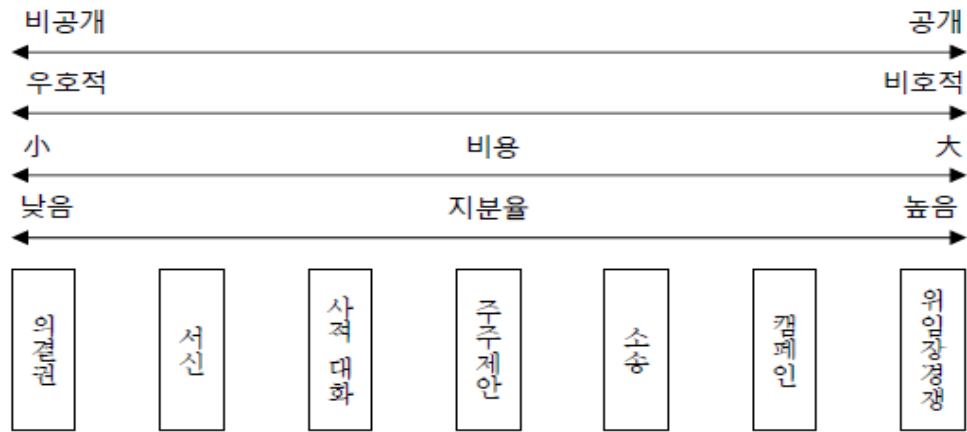 비공개 공개
우호적 비호적
小 비용 大
낮음 지분율 높음
의결권
서신
사적 대화
주주제안
소송
캠페인
위임장경쟁